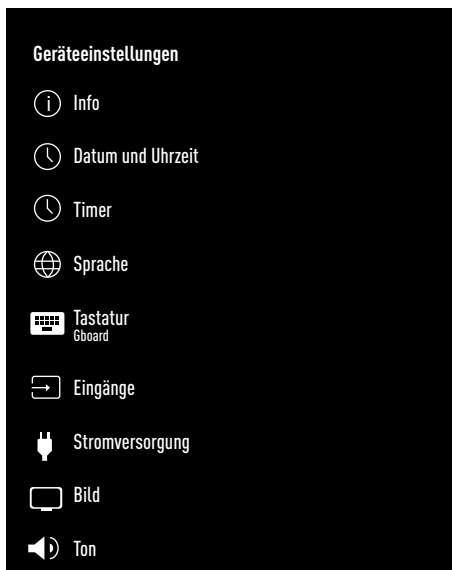 Geräteeinstellungen
Info
Datum und Uhrzeit
Timer
Sprache
Tastatur
Gboard
Eingänge
Stromversorgung
Bild
Ton